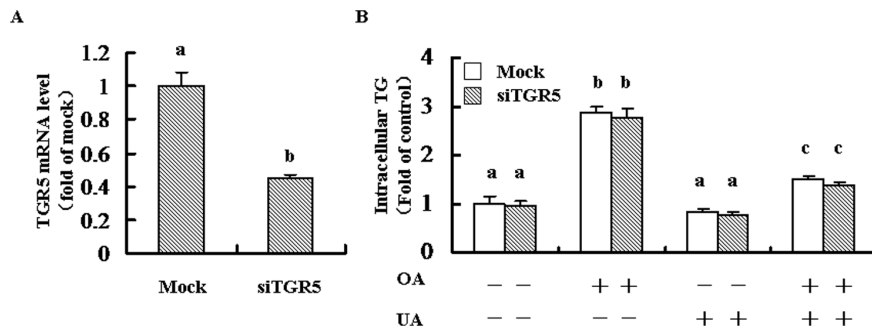 A
TGR5 mRNA level
(fold of mock)
1.2
1
0.8
0.6
0.4
0.2
0
a
b
Mock
siTGR5
B
Intracellular TG
(Fold of control)
4
3
2
1
0
Mock
siTGR5
a a b b a a c c
OA − − + + − − + +
UA − − − − + + + +